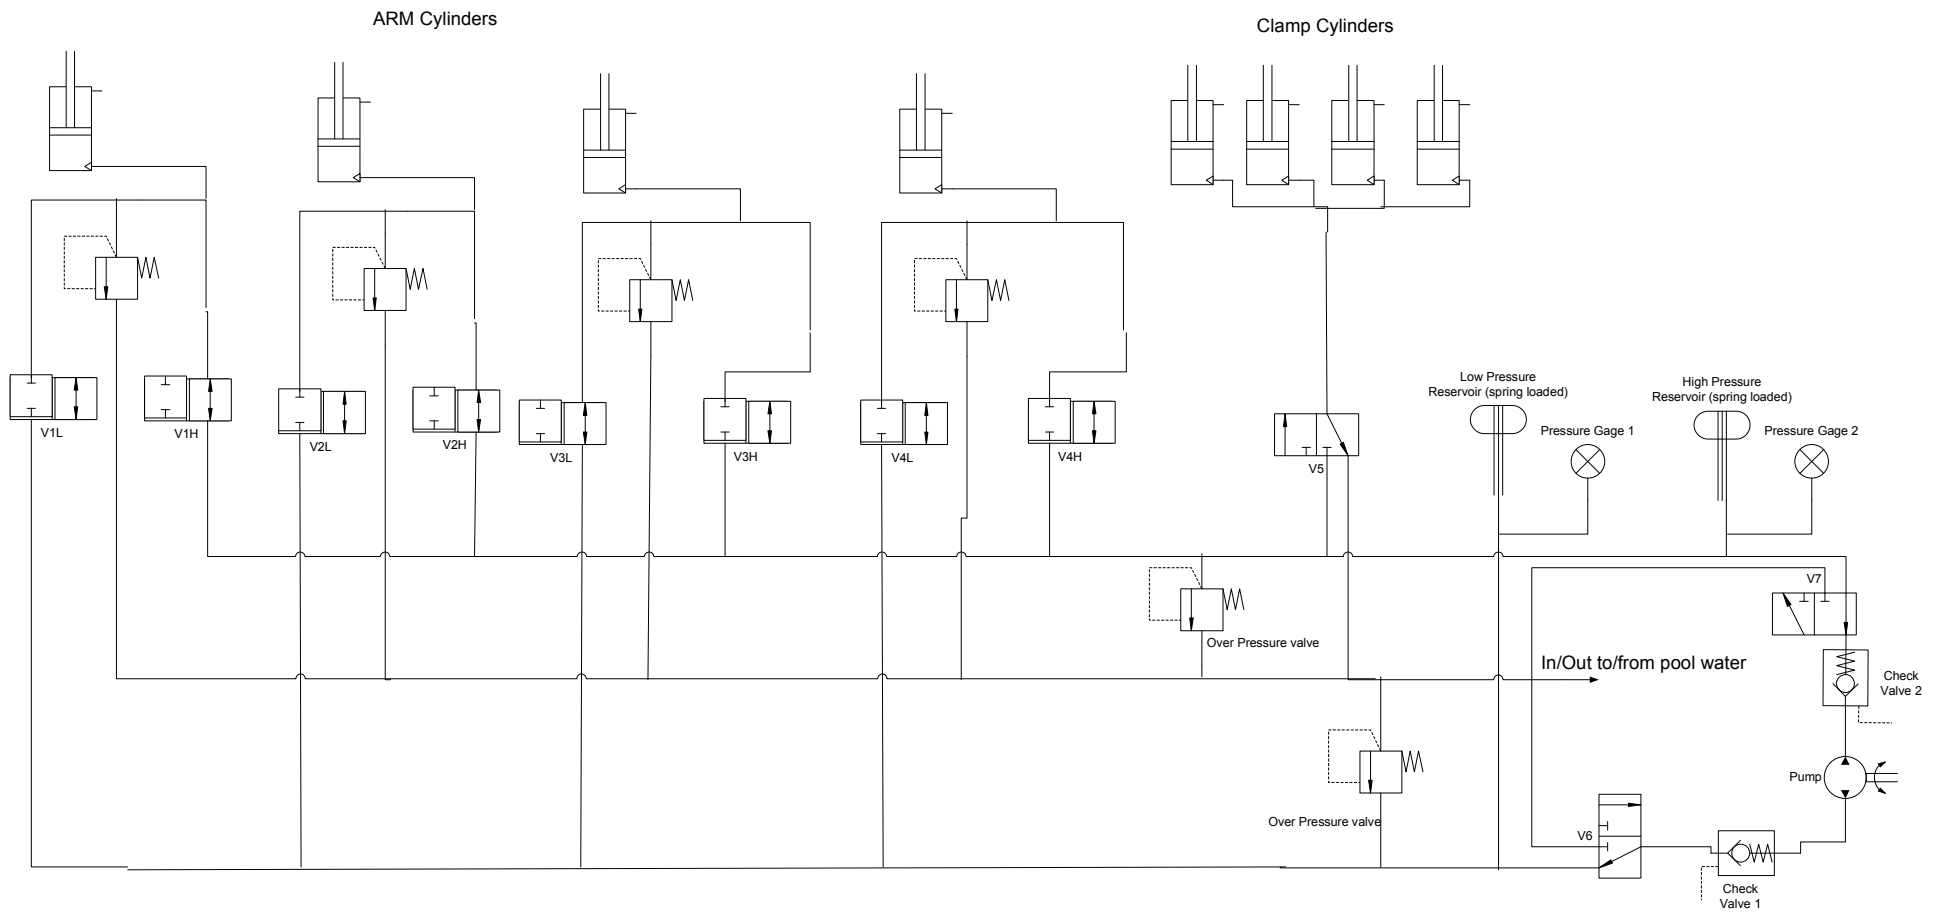 ARM Cylinders
Clamp Cylinders
Low Pressure
Reservoir (spring loaded)
High Pressure
Reservoir (spring loaded)
Pressure Gage 1
Pressure Gage 2
V1L
V1H
V2L
V2H
V3L
V3H
V4L
V4H
V5
V7
Over Pressure valve
In/Out to/from pool water
Check
Valve 2
Pump
Over Pressure valve
V6
Check
Valve 1